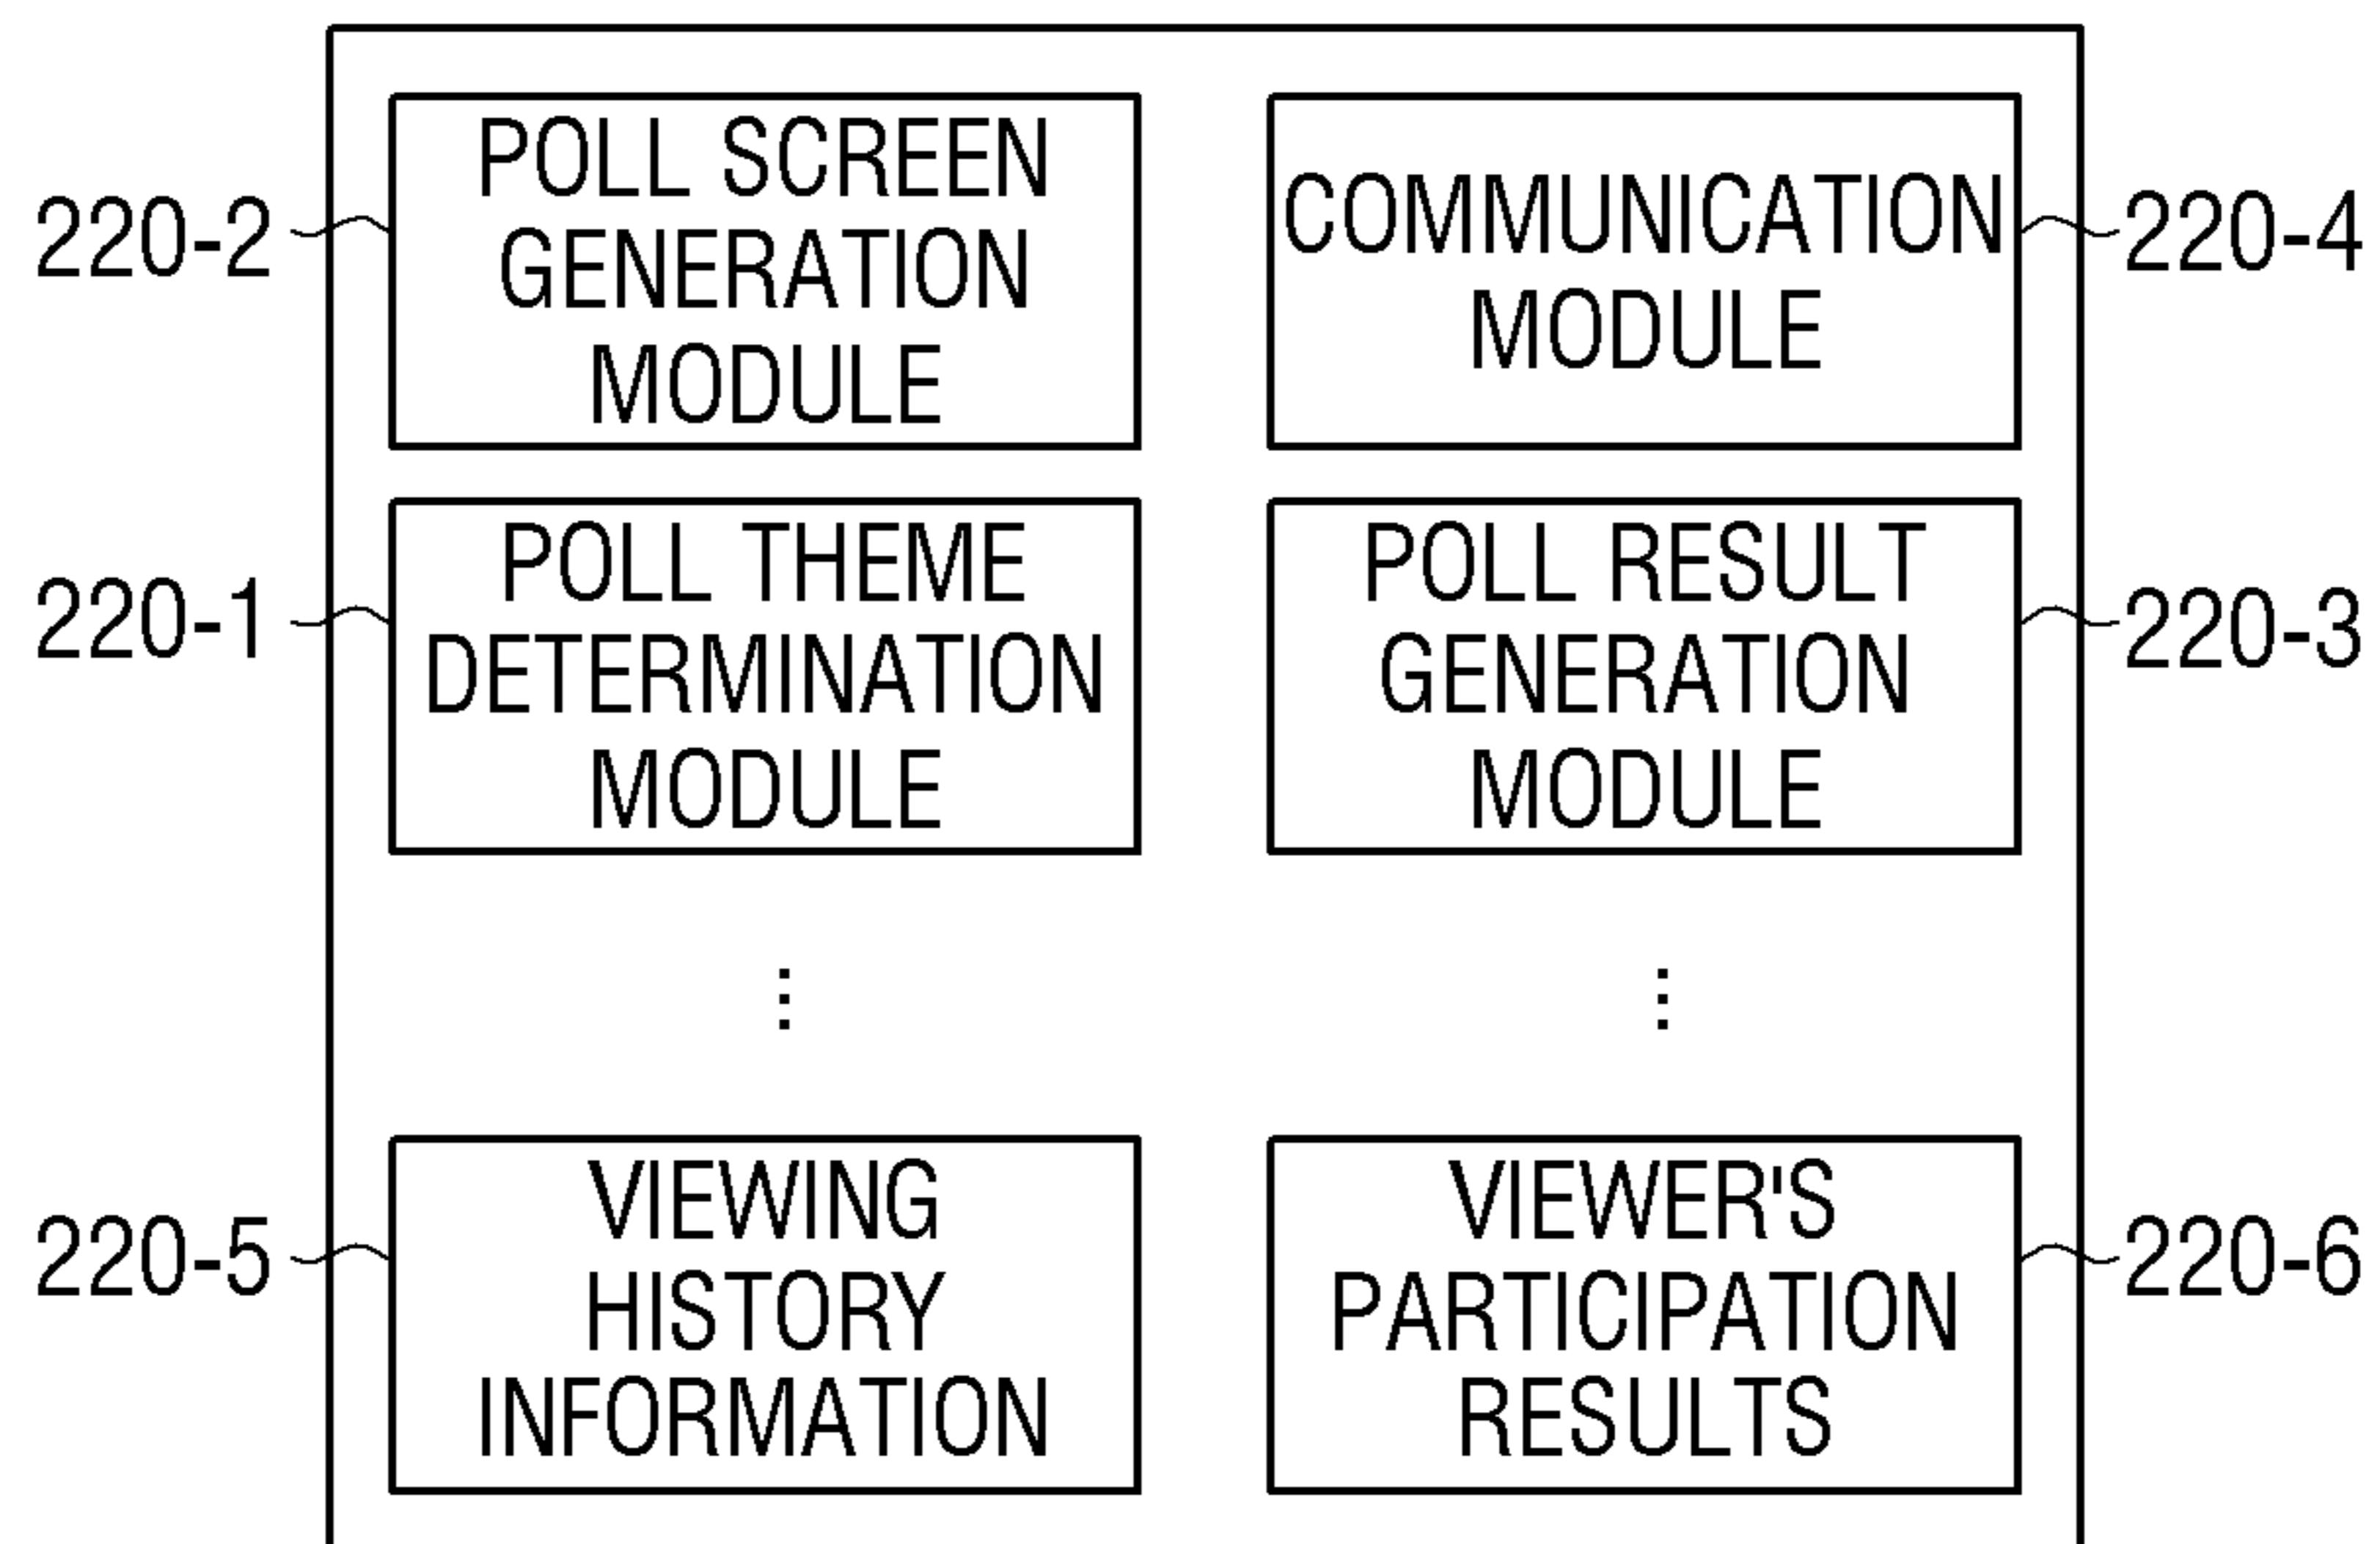 220-2
POLL SCREEN
GENERATION
MODULE
COMMUNICATION
MODULE
220-4
220-1
POLL THEME
DETERMINATION
MODULE
POLL RESULT
GENERATION
MODULE
220-3
220-5
VIEWING
HISTORY
INFORMATION
VIEWER'S
PARTICIPATION
RESULTS
220-6